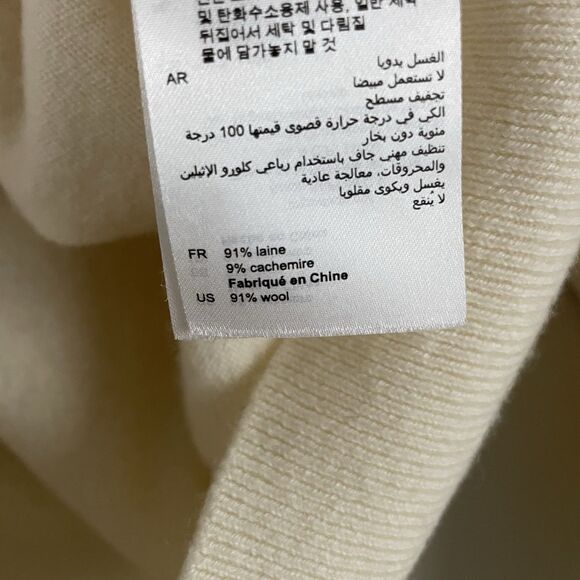 및 탄화수소용제 사용, 일반 세탁
뒤집어서 세탁 및 다림질
물에 담가놓지 말 것
AR
الغسل يدويا
لا تستعمل مبيضا
تجفيف مسطح
الكي في درجة حرارة قصوى قيمتها 100 درجة
مئوية دون بخار
تنظيف مهني جاف باستخدام رباعي كلورو الإثيلين
والمحروقات، معالجة عادية
يغسل ويكوى مقلوبا
لا يُنقع
FR 91% laine
9% cachemire
Fabriqué en Chine
US 91% wool